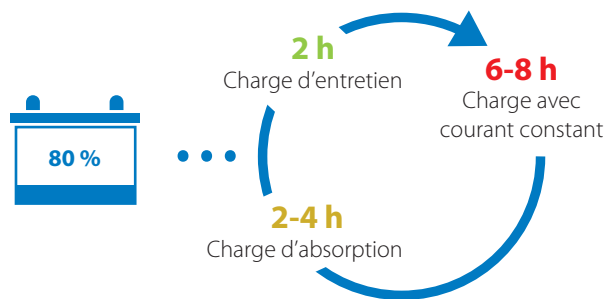 80 %
2 h
Charge d’entretien
6-8 h
Charge avec
courant constant
2-4 h
Charge d’absorption